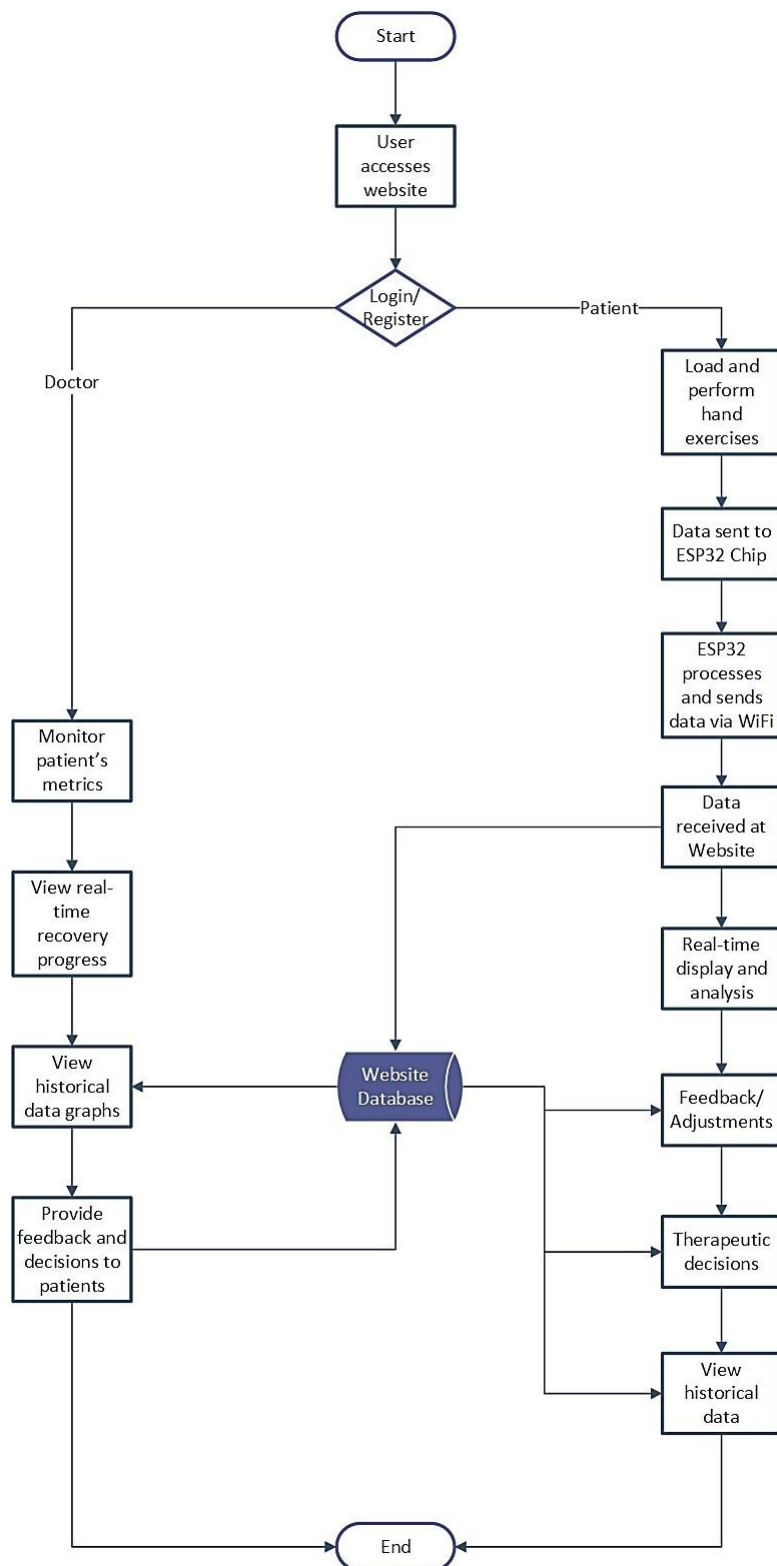 Start
User
accesses
website
Login/
Register
Patient
Doctor
Load and
perform
hand
exercises
Data sent to
ESP32 Chip
ESP32
processes
and sends
data via WiFi
Monitor
patient’s
metrics
Data
received at
Website
View real-
time
recovery
progress
Real-time
display and
analysis
View
historical
data graphs
Website
Database
Feedback/
Adjustments
Provide
feedback and
decisions to
patients
Therapeutic
decisions
View
historical
data
End